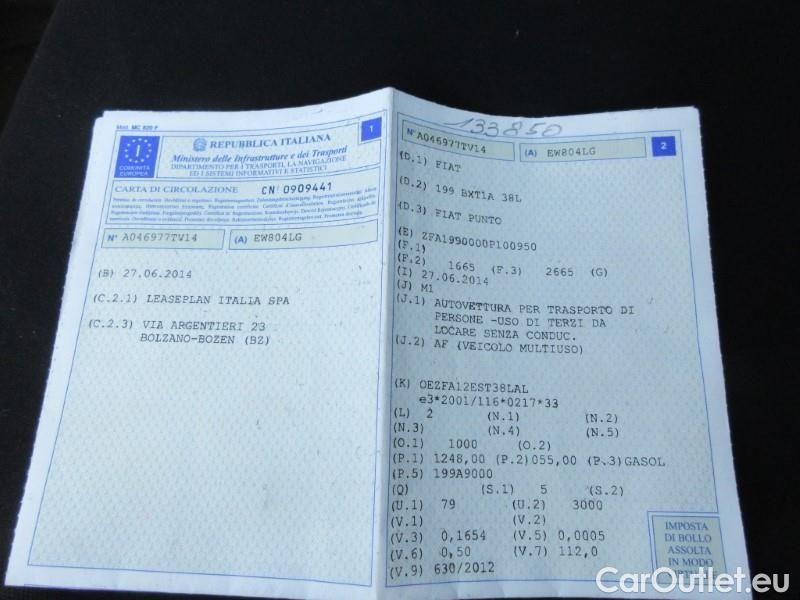 Mod. MC 820 F
1
COMUNITÀ
EUROPEA
REPUBBLICA ITALIANA
Ministero delle Infrastrutture e dei Trasporti
DIPARTIMENTO PER I TRASPORTI, LA NAVIGAZIONE
ED I SISTEMI INFORMATIVI E STATISTICI
CARTA DI CIRCOLAZIONE CN 0909441
N° A046977TV14 (A) EW804LG
(B) 27.06.2014
(C.2.1) LEASEPLAN ITALIA SPA
(C.2.3) VIA ARGENTIERI 23
BOLZANO-BOZEN (BZ)
133850
N° A046977TV14 (A) EW804LG 2
(D.1) FIAT
(D.2) 199 BXT1A 38L
(D.3) FIAT PUNTO
(E) ZFA1990000P100950
(F.1)
(F.2) 1665 (F.3) 2665 (G)
(I) 27.06.2014
(J) M1
(J.1) AUTOVETTURA PER TRASPORTO DI
PERSONE -USO DI TERZI DA
LOCARE SENZA CONDUC.
(J.2) AF (VEICOLO MULTIUSO)
(K) OEZFA12EST38LAL
e3*2001/116*0217*33
(L) 2 (N.1) (N.2)
(N.3) (N.4) (N.5)
(O.1) 1000 (O.2)
(P.1) 1248,00 (P.2)055,00 (P.3)GASOL
(P.5) 199A9000
(Q) (S.1) 5 (S.2)
(U.1) 79 (U.2) 3000
(V.1) (V.2)
(V.3) 0,1654 (V.5) 0,0005
(V.6) 0,50 (V.7) 112,0
(V.9) 630/2012
IMPOSTA
DI BOLLO
ASSOLTA
IN MODO
CarOutlet.eu